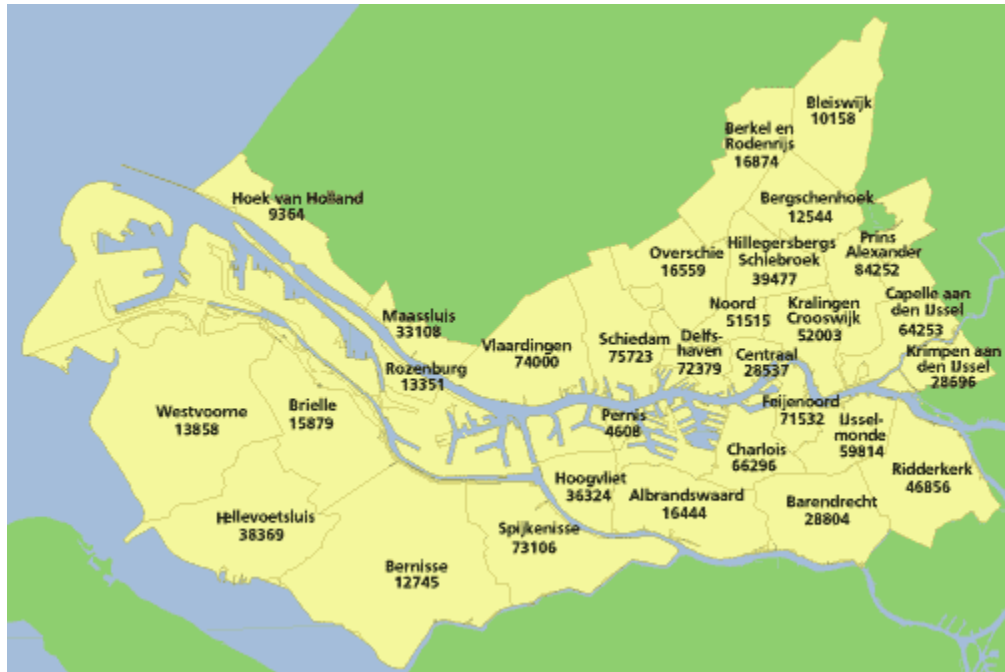 Bleiswijk
10158
Berkel en
Rodenrijs
16874
Bergschenhoek
12544
Hoek van Holland
9364
Overschie
16559
Hillegersbergs
Schiebroek
39477
Prins
Alexander
84252
Maassluis
33108
Vlaardingen
74000
Schiedam
75723
Delfs-
haven
72379
Noord
51515
Kralingen
Crooswijk
52003
Capelle aan
den IJssel
64253
Centraal
28537
Krimpen aan
den IJssel
28696
Rozenburg
13351
Westvoorne
13858
Brielle
15879
Pernis
4608
Feijenoord
71532
IJssel-
monde
59814
Charlois
66296
Ridderkerk
46856
Hoogvliet
36324
Albrandswaard
16444
Barendrecht
28804
Hellevoetsluis
38369
Spijkenisse
73106
Bernisse
12745